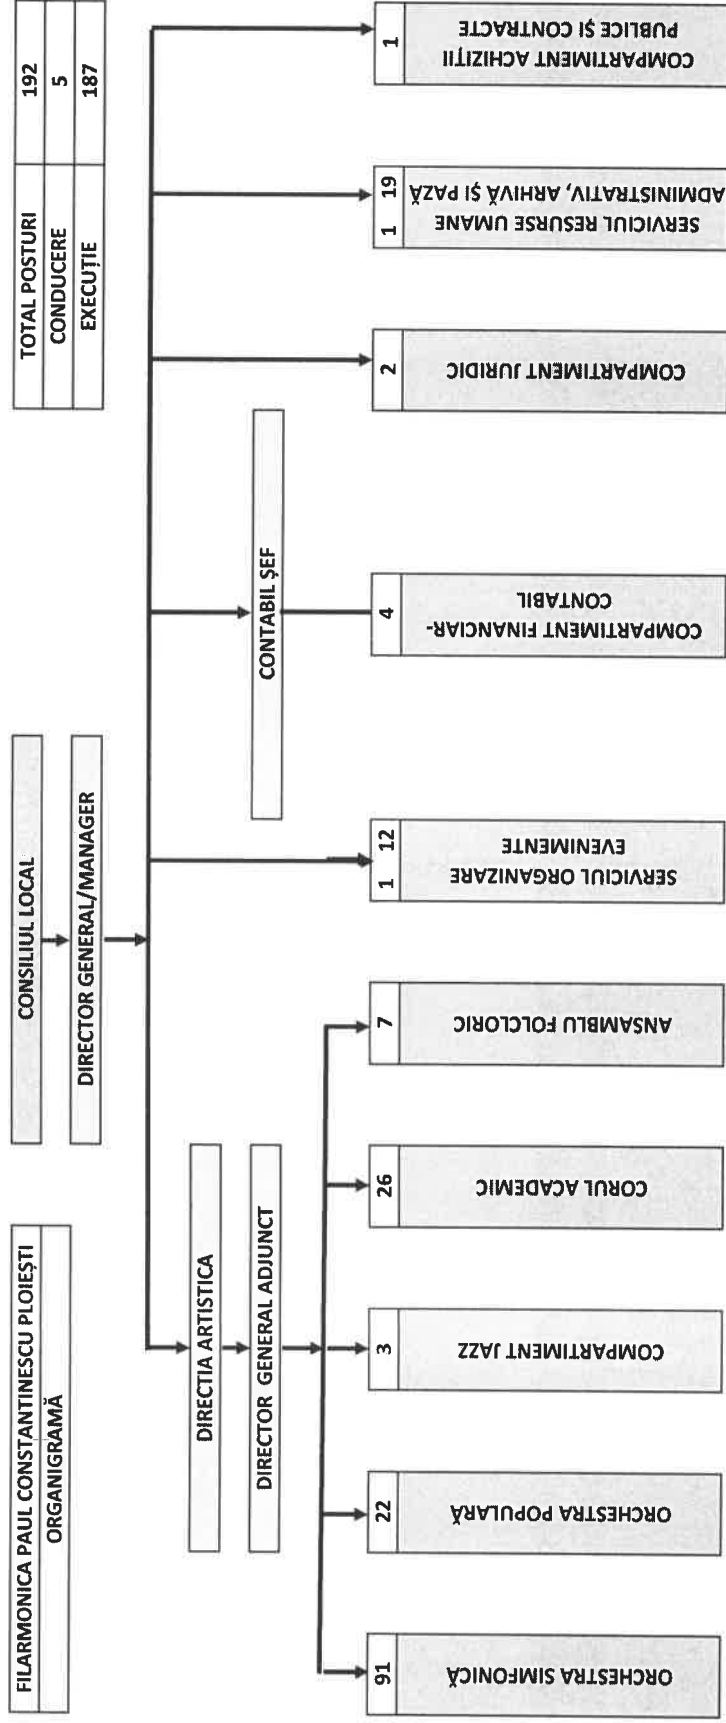 FILARMONICA PAUL CONSTANTINESCU PLOIEȘTI
ORGANIGRAMĂ
CONSILIUL LOCAL
DIRECTOR GENERAL/MANAGER
TOTAL POSTURI 192
CONDUCERE 5
EXECUȚIE 187
DIRECTIA ARTISTICA
DIRECTOR GENERAL ADJUNCT
CONTABIL ȘEF
91
ORCHESTRA SIMFONICĂ
22
ORCHESTRA POPULARĂ
3
COMPARTIMENT JAZZ
26
CORUL ACADEMIC
7
ANSAMBLU FOLCLORIC
1 12
SERVICIUL ORGANIZARE
EVENIMENTE
4
COMPARTIMENT FINANCIAR-
CONTABIL
2
COMPARTIMENT JURIDIC
1 19
SERVICIUL RESURSE UMANE
ADMINISTRATIV, ARHIVĂ ȘI PAZĂ
1
COMPARTIMENT ACHIZIȚII
PUBLICE ȘI CONTRACTE